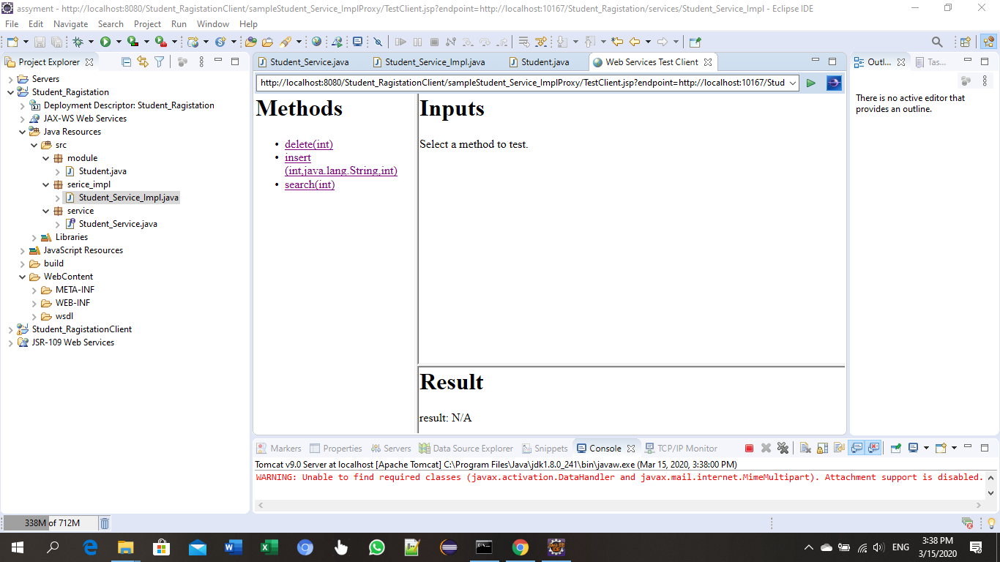 assyment - http://localhost:8080/Student_RagistationClient/sampleStudent_Service_ImplProxy/TestClient.jsp?endpoint=http://localhost:10167/Student_Ragistation/services/Student_Service_Impl - Eclipse IDE
File Edit Navigate Search Project Run Window Help
Project Explorer
Servers
Student_Ragistation
Deployment Descriptor: Student_Ragistation
JAX-WS Web Services
Java Resources
src
module
Student.java
serice_impl
Student_Service_Impl.java
service
Student_Service.java
Libraries
JavaScript Resources
build
WebContent
META-INF
WEB-INF
wsdl
Student_RagistationClient
JSR-109 Web Services
Student_Service.java Student_Service_Impl.java Student.java Web Services Test Client
http://localhost:8080/Student_RagistationClient/sampleStudent_Service_ImplProxy/TestClient.jsp?endpoint=http://localhost:10167/Stud
Methods
• delete(int)
• insert
(int,java.lang.String,int)
• search(int)
Inputs
Select a method to test.
Result
result: N/A
Outl... Tas...
There is no active editor that
provides an outline.
Markers Properties Servers Data Source Explorer Snippets Console TCP/IP Monitor
Tomcat v9.0 Server at localhost [Apache Tomcat] C:\Program Files\Java\jdk1.8.0_241\bin\javaw.exe (Mar 15, 2020, 3:38:00 PM)
WARNING: Unable to find required classes (javax.activation.DataHandler and javax.mail.internet.MimeMultipart). Attachment support is disabled.
338M of 712M
ENG
3:38 PM
3/15/2020